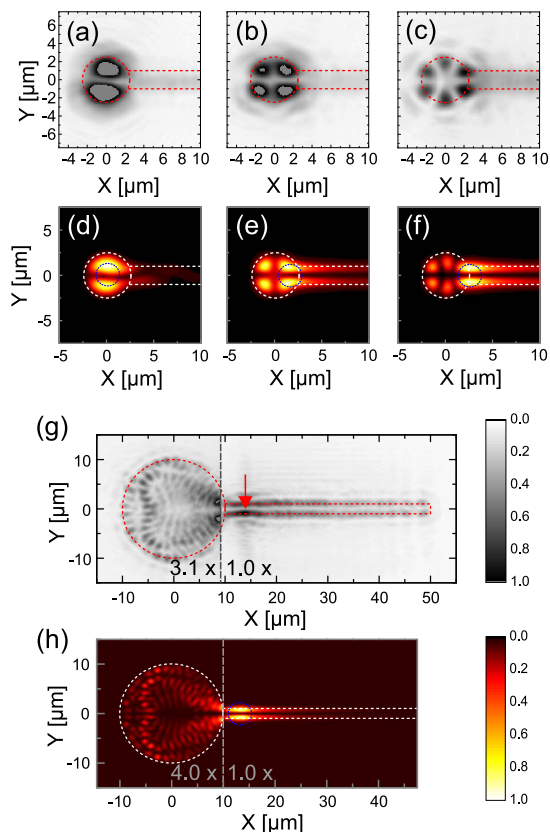 (a)
(b)
(c)
Y [µm]
6
4
2
0
-2
-4
-6
-4 -2 0 2 4 6 8 10
-4 -2 0 2 4 6 8 10
-4 -2 0 2 4 6 8 10
X [µm]
X [µm]
X [µm]
(d)
(e)
(f)
Y [µm]
5
0
-5
-5 0 5 10
-5 0 5 10
-5 0 5 10
X [µm]
X [µm]
X [µm]
(g)
Y [µm]
10
0
-10
3.1 x 1.0 x
-10 0 10 20 30 40 50
X [µm]
0.0
0.2
0.4
0.6
0.8
1.0
(h)
Y [µm]
10
0
-10
4.0 x 1.0 x
-10 0 10 20 30 40
X [µm]
0.0
0.2
0.4
0.6
0.8
1.0